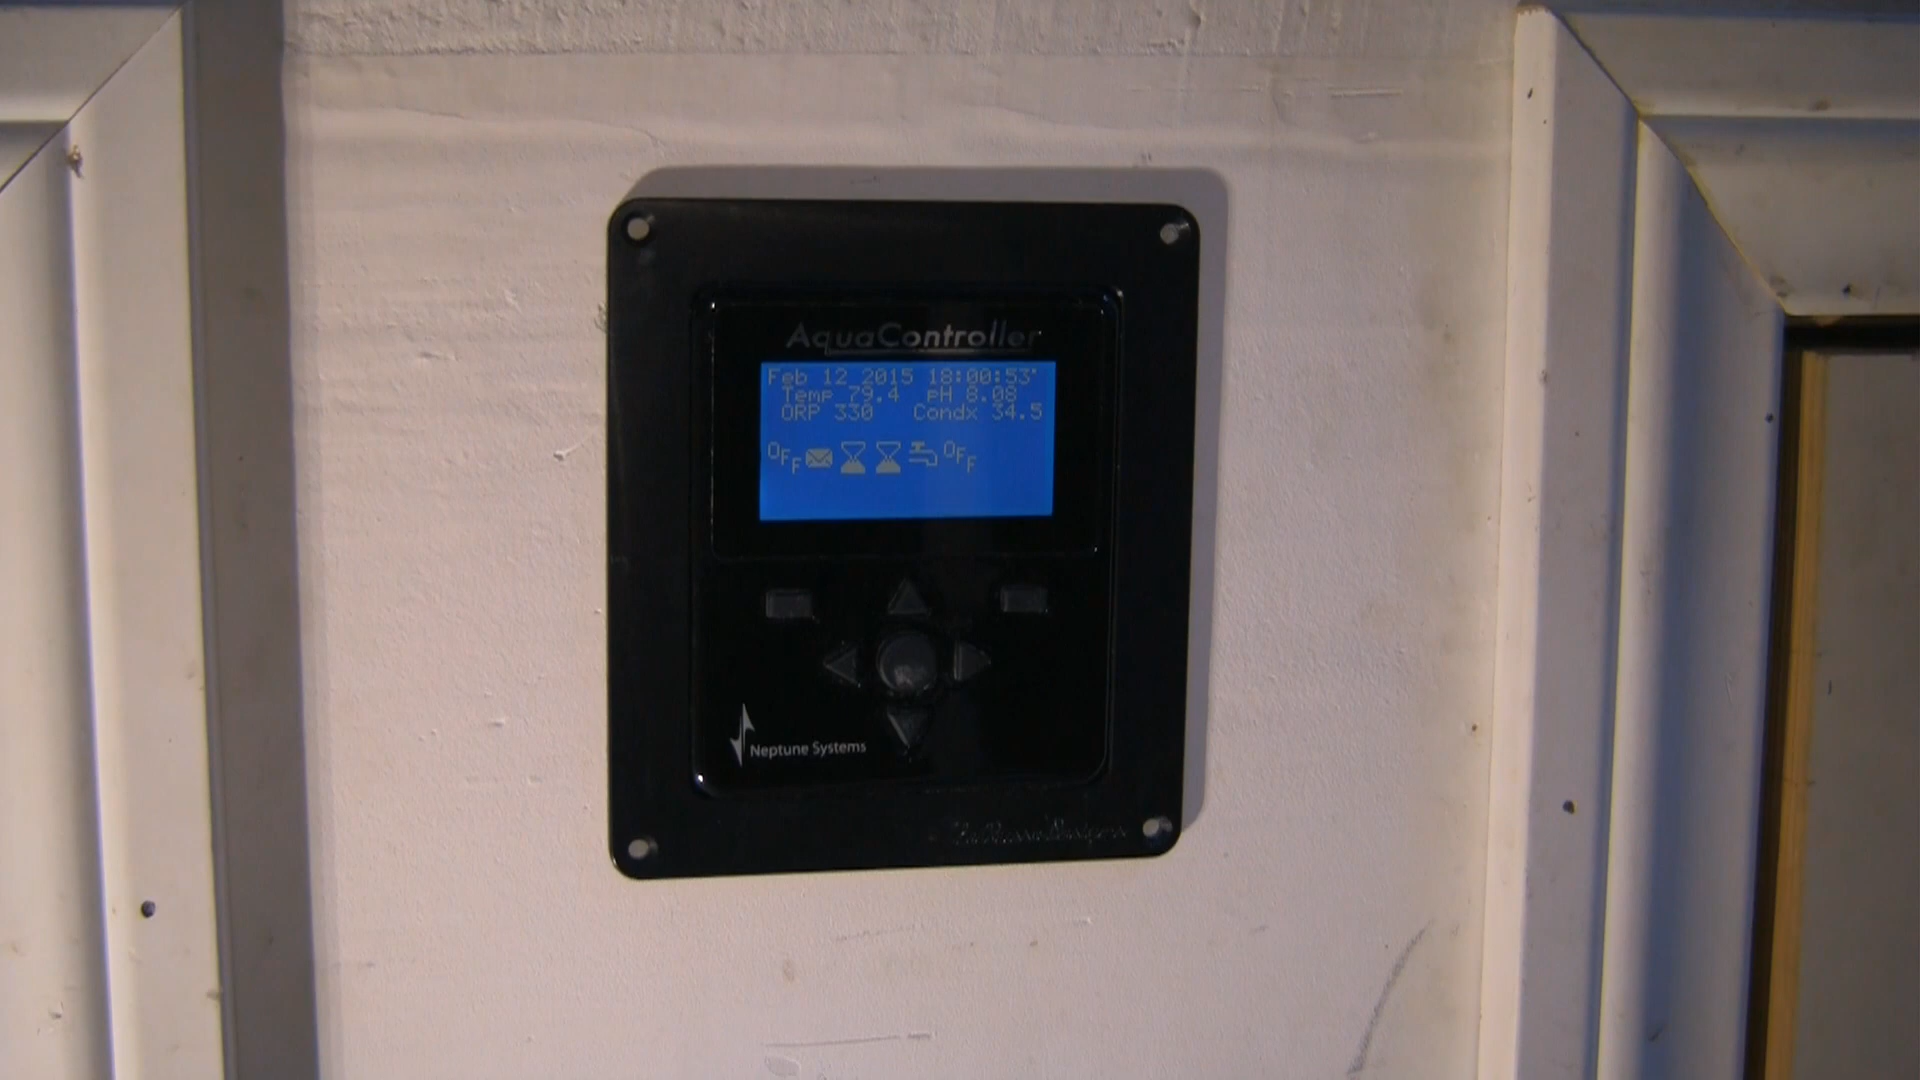 AquaController
Feb 12 2015 18:00:53
Temp 79.4 pH 8.08
ORP 330 Condx 34.5
OFF OFF
Neptune Systems